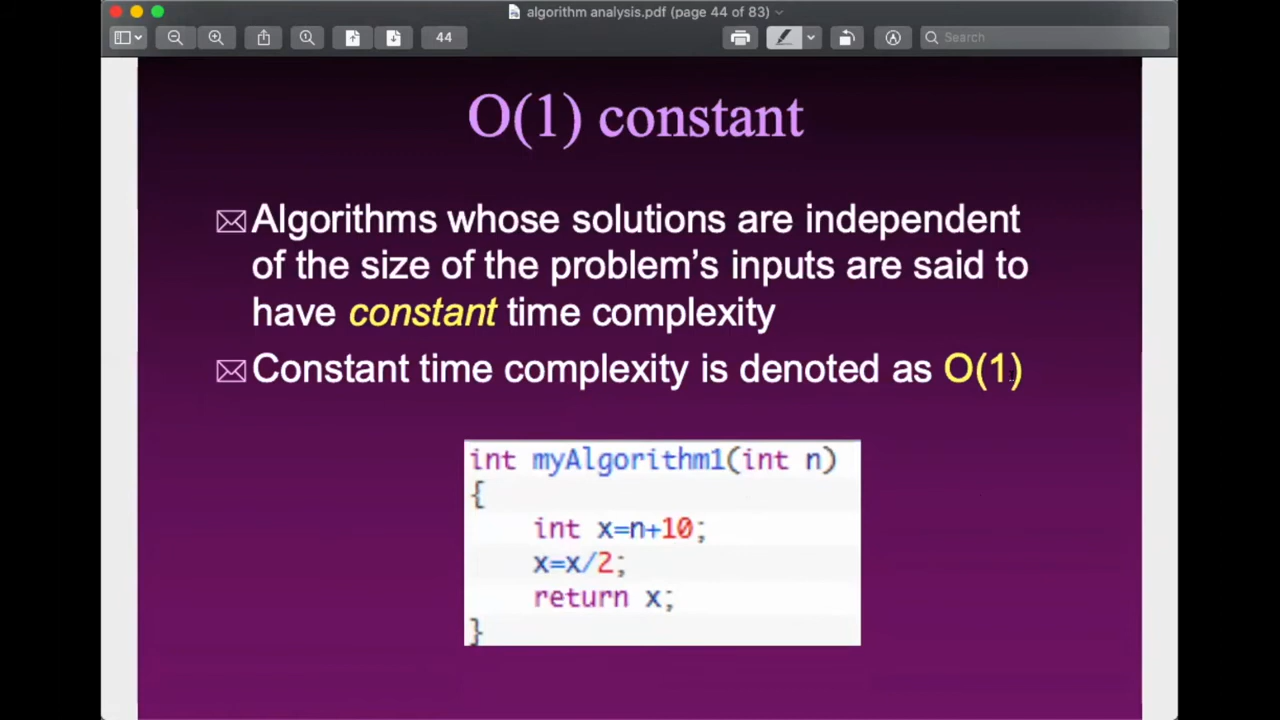 algorithm analysis.pdf (page 44 of 83)
44
Search
O(1) constant
Algorithms whose solutions are independent
of the size of the problem’s inputs are said to
have constant time complexity
Constant time complexity is denoted as O(1)
int myAlgorithm1(int n)
{
int x=n+10;
x=x/2;
return x;
}